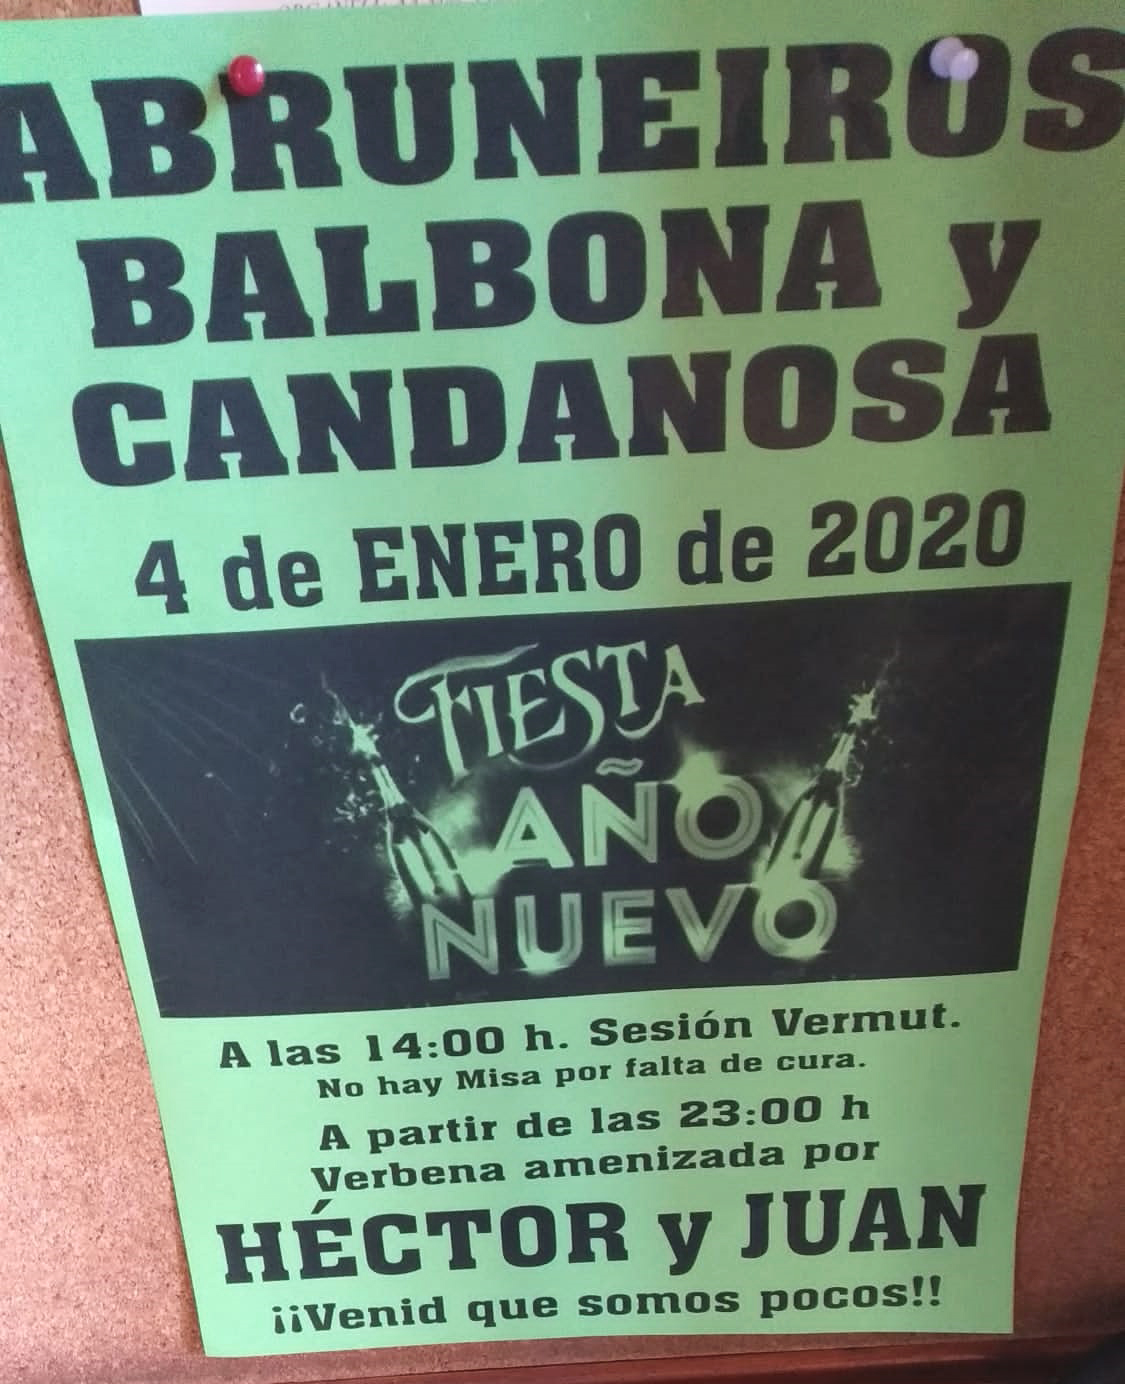 ABRUNEIROS
BALBONA y
CANDANOSA
4 de ENERO de 2020
FIESTA
AÑO
NUEVO
A las 14:00 h. Sesión Vermut.
No hay Misa por falta de cura.
A partir de las 23:00 h
Verbena amenizada por
HÉCTOR y JUAN
¡¡Venid que somos pocos!!